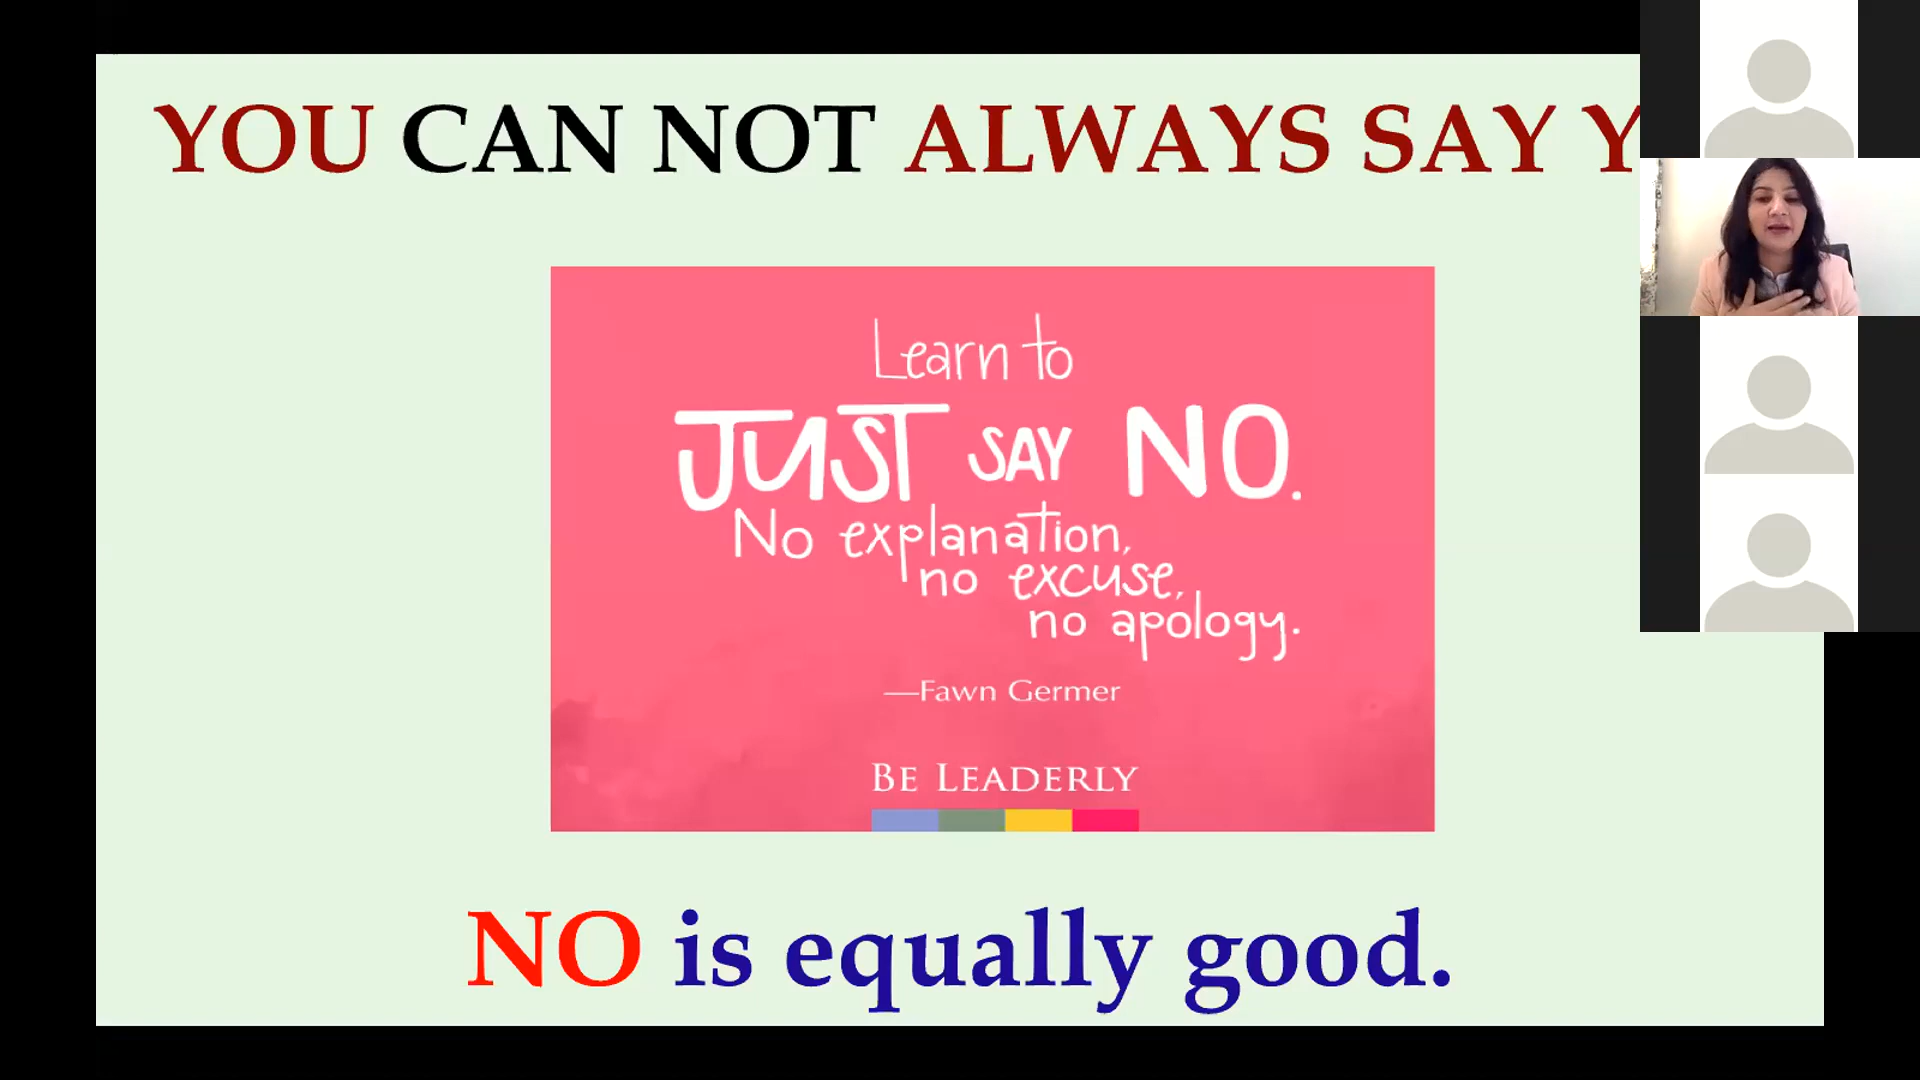 YOU CAN NOT ALWAYS SAY
Learn to
JUST SAY NO.
No explanation,
no excuse,
no apology.
—Fawn Germer
BE LEADERLY
NO is equally good.